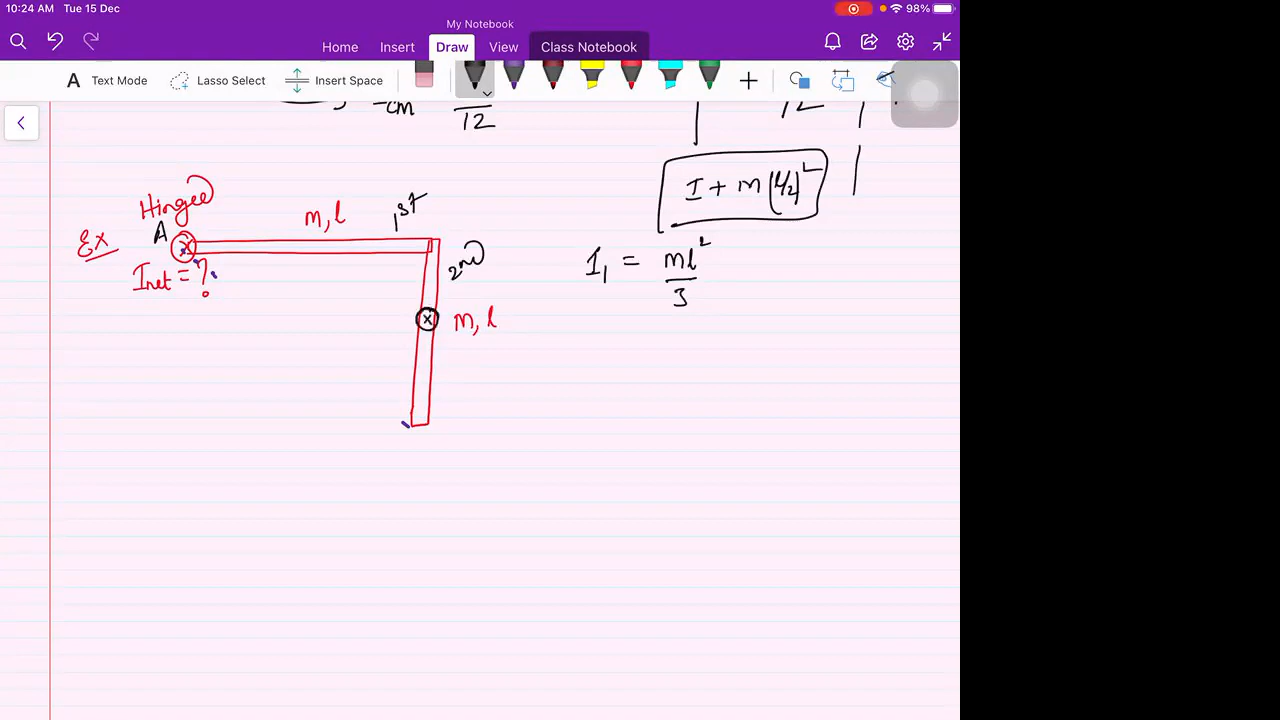 10:24 AM Tue 15 Dec
98%
My Notebook
Home Insert Draw View Class Notebook
A Text Mode Lasso Select Insert Space
cm
12
12
I + m(l/2)²
Hinged
A
Ex
m, l
1st
Inet = ?
2nd
m, l
I₁ = ml²/3